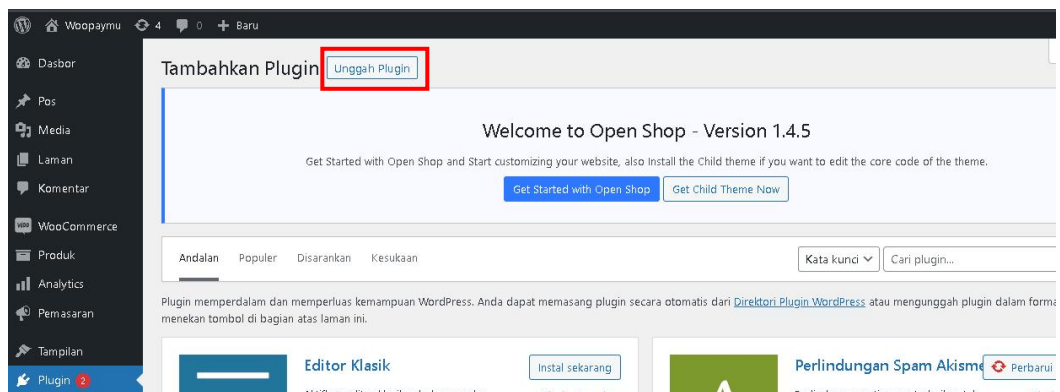 Woopaymu 4 0 + Baru
Dasbor
Pos
Media
Laman
Komentar
WooCommerce
Produk
Analytics
Pemasaran
Tampilan
Plugin 2
Tambahkan Plugin Unggah Plugin
Welcome to Open Shop - Version 1.4.5
Get Started with Open Shop and Start customizing your website, also Install the Child theme if you want to edit the core code of the theme.
Get Started with Open Shop Get Child Theme Now
Andalan Populer Disarankan Kesukaan Kata kunci Cari plugin...
Plugin memperdalam dan memperluas kemampuan WordPress. Anda dapat memasang plugin secara otomatis dari Direktori Plugin WordPress atau mengunggah plugin dalam forma
menekan tombol di bagian atas laman ini.
Editor Klasik Instal sekarang
Perlindungan Spam Akisme Perbarui